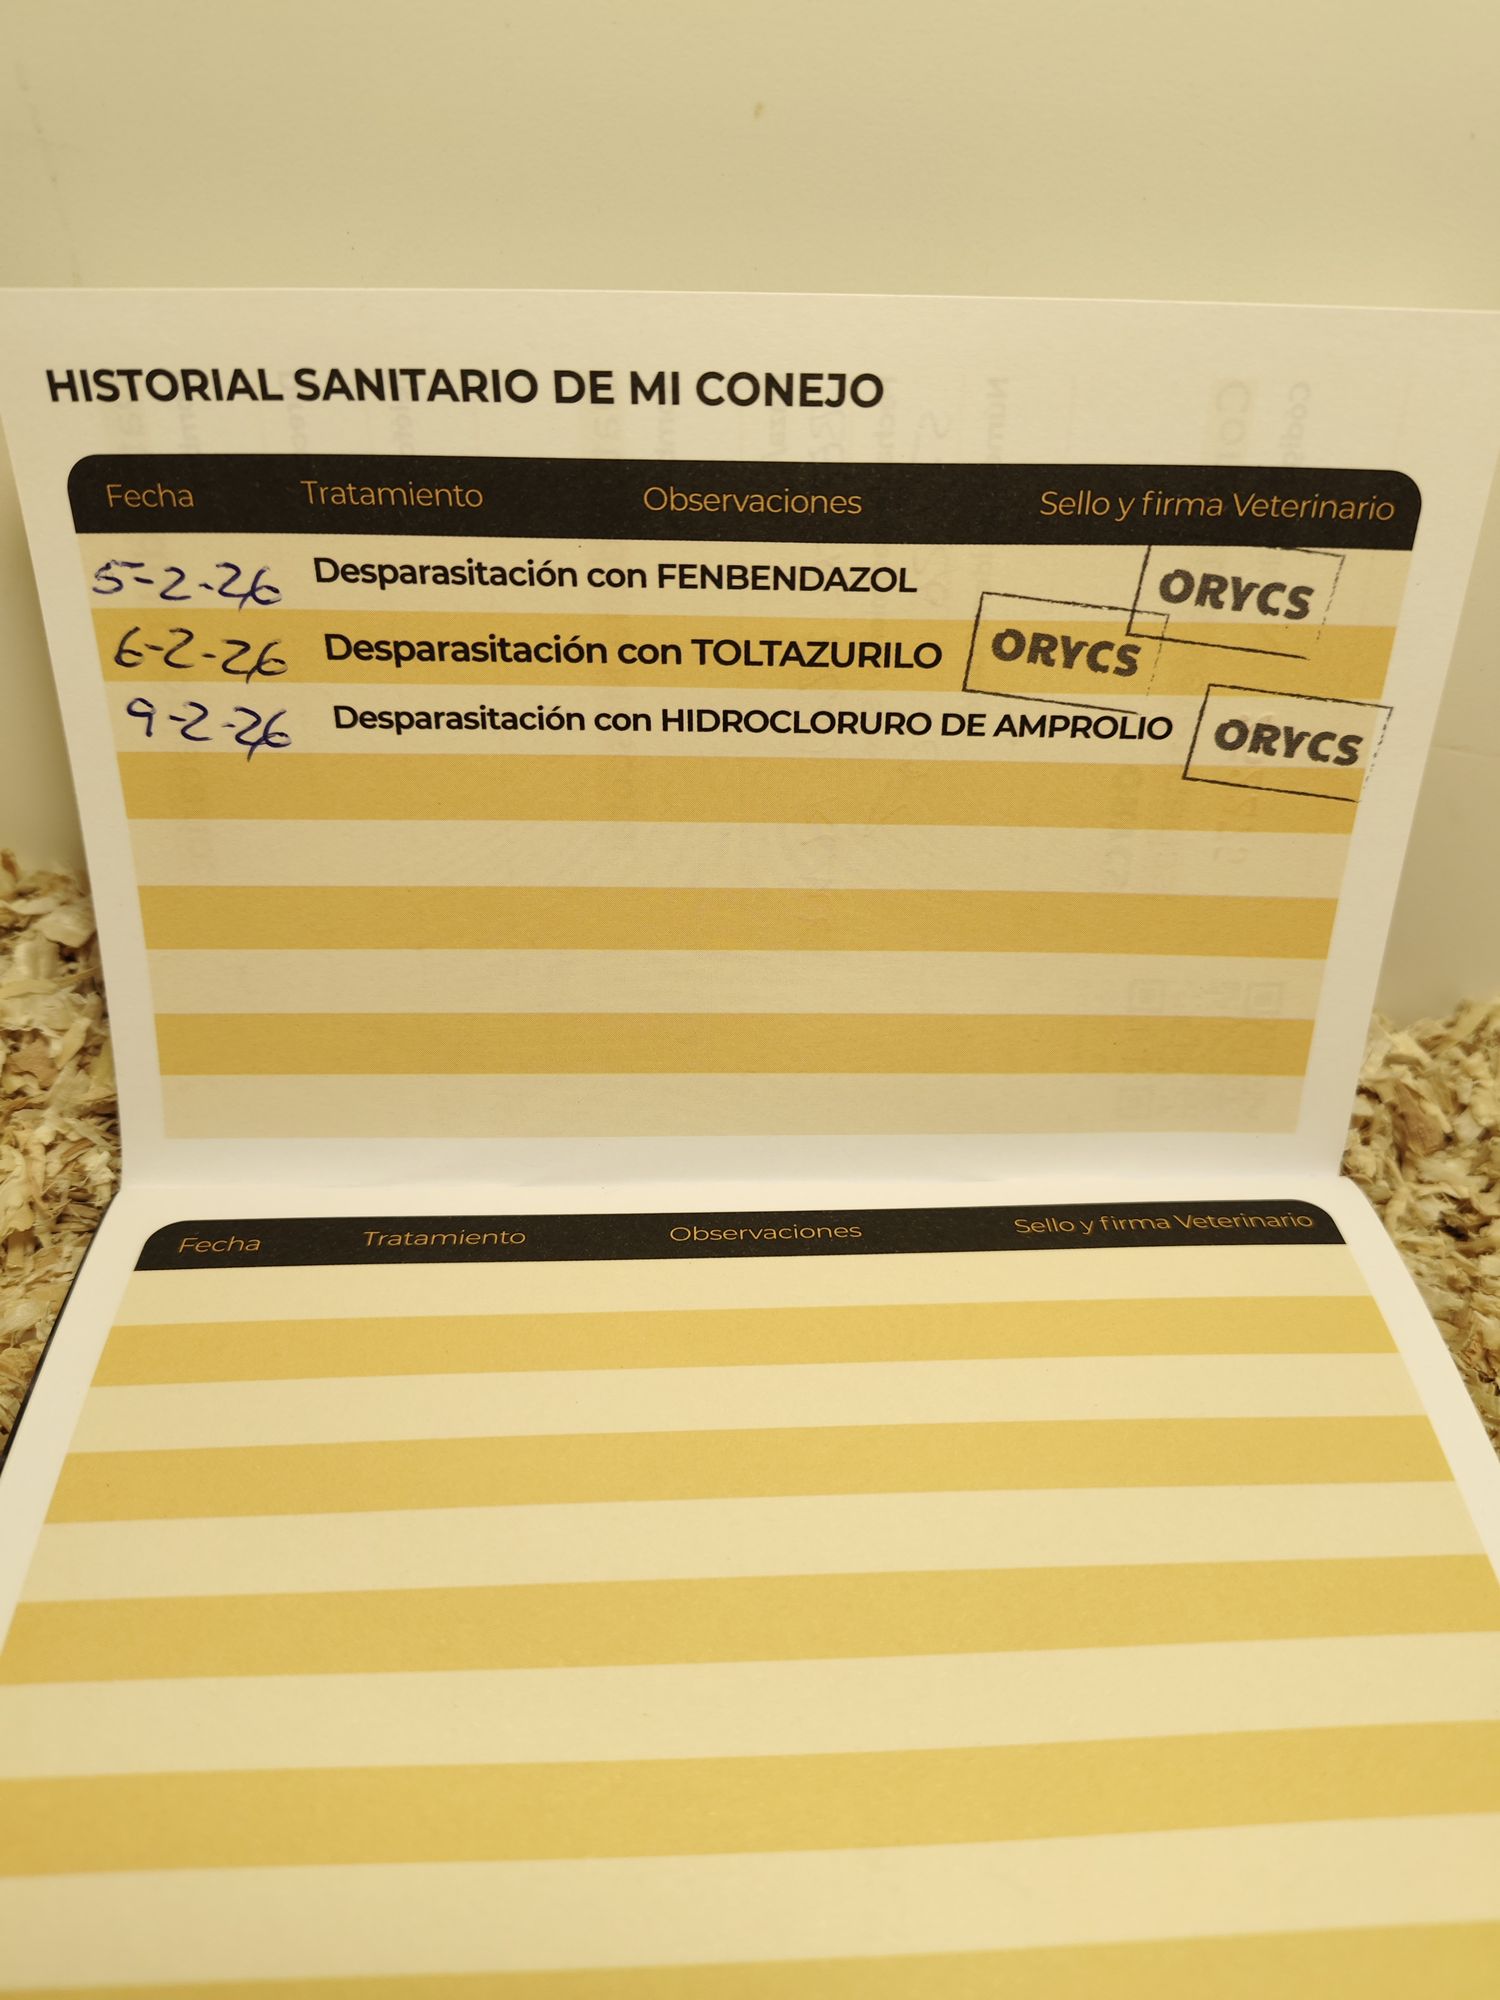 HISTORIAL SANITARIO DE MI CONEJO
Fecha Tratamiento Observaciones Sello y firma Veterinario
5-2-26 Desparasitación con FENBENDAZOL ORYCS
6-2-26 Desparasitación con TOLTAZURILO ORYCS
9-2-26 Desparasitación con HIDROCLORURO DE AMPROLIO ORYCS
Fecha Tratamiento Observaciones Sello y firma Veterinario